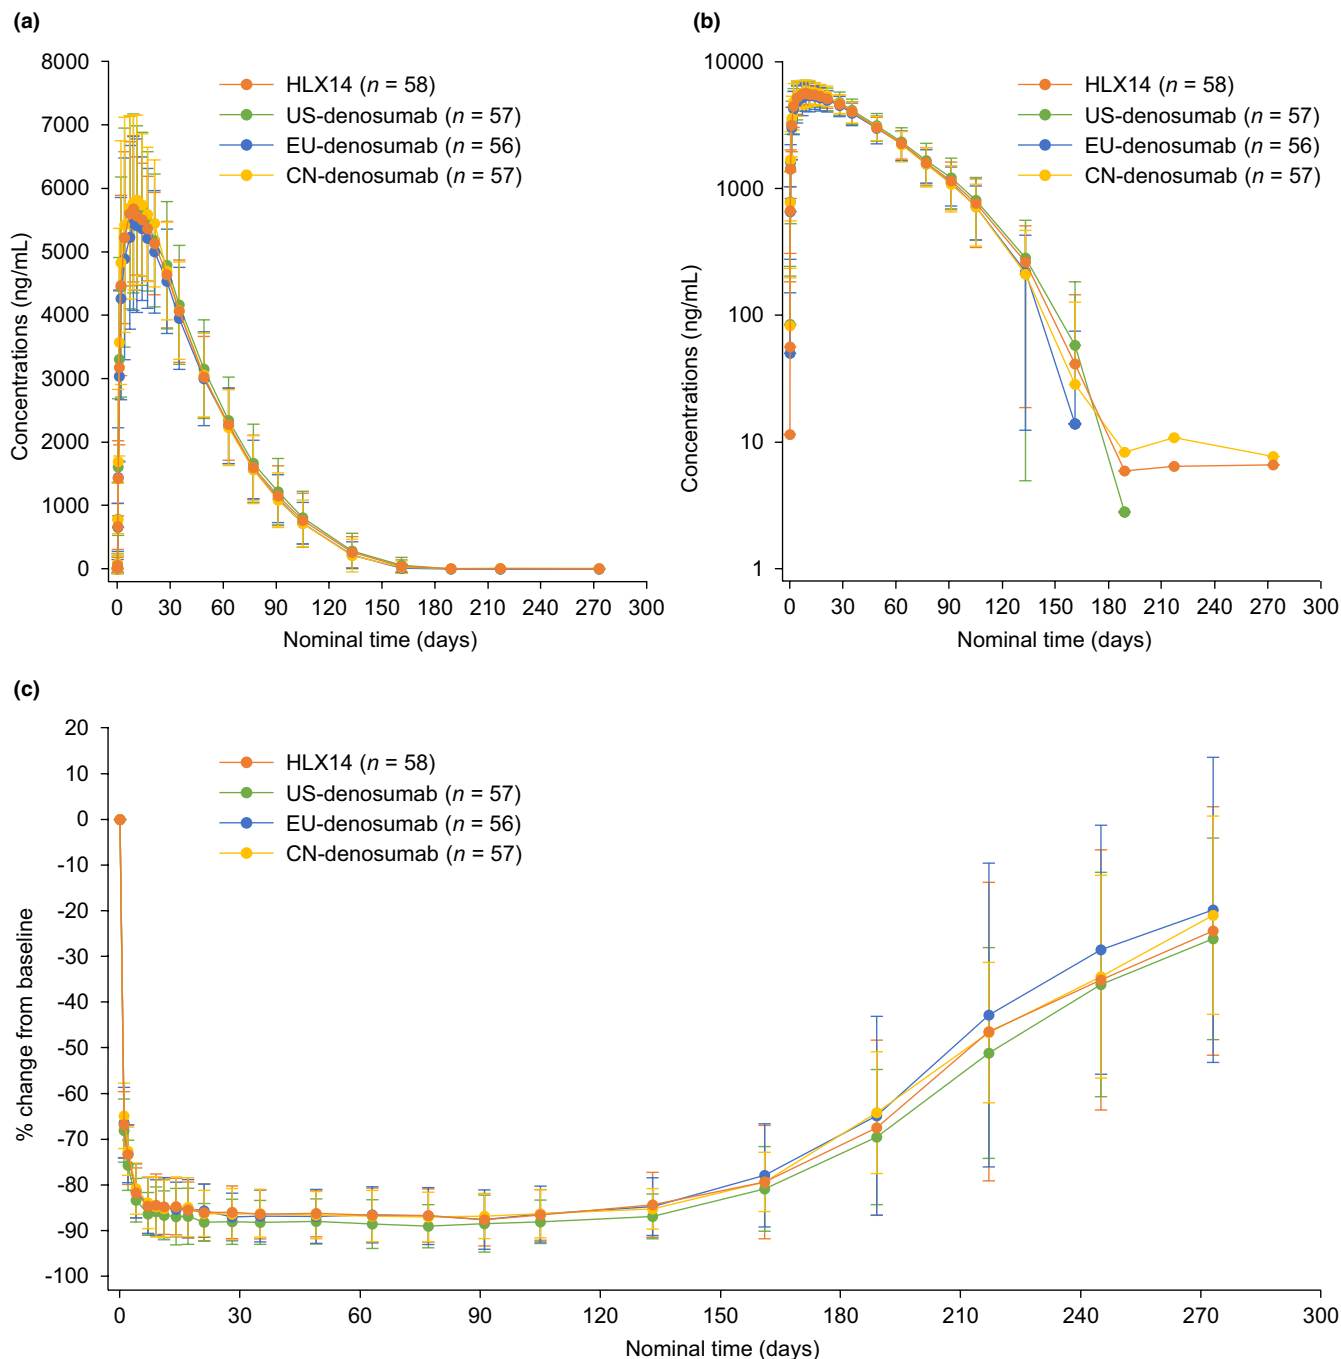 (a)
8000
7000
6000
5000
4000
3000
2000
1000
0
Concentrations (ng/mL)
HLX14 (n = 58)
US-denosumab (n = 57)
EU-denosumab (n = 56)
CN-denosumab (n = 57)
0 30 60 90 120 150 180 210 240 270 300
Nominal time (days)
(b)
10000
1000
100
10
1
Concentrations (ng/mL)
HLX14 (n = 58)
US-denosumab (n = 57)
EU-denosumab (n = 56)
CN-denosumab (n = 57)
0 30 60 90 120 150 180 210 240 270 300
Nominal time (days)
(c)
20
10
0
-10
-20
-30
-40
-50
-60
-70
-80
-90
-100
% change from baseline
HLX14 (n = 58)
US-denosumab (n = 57)
EU-denosumab (n = 56)
CN-denosumab (n = 57)
0 30 60 90 120 150 180 210 240 270 300
Nominal time (days)